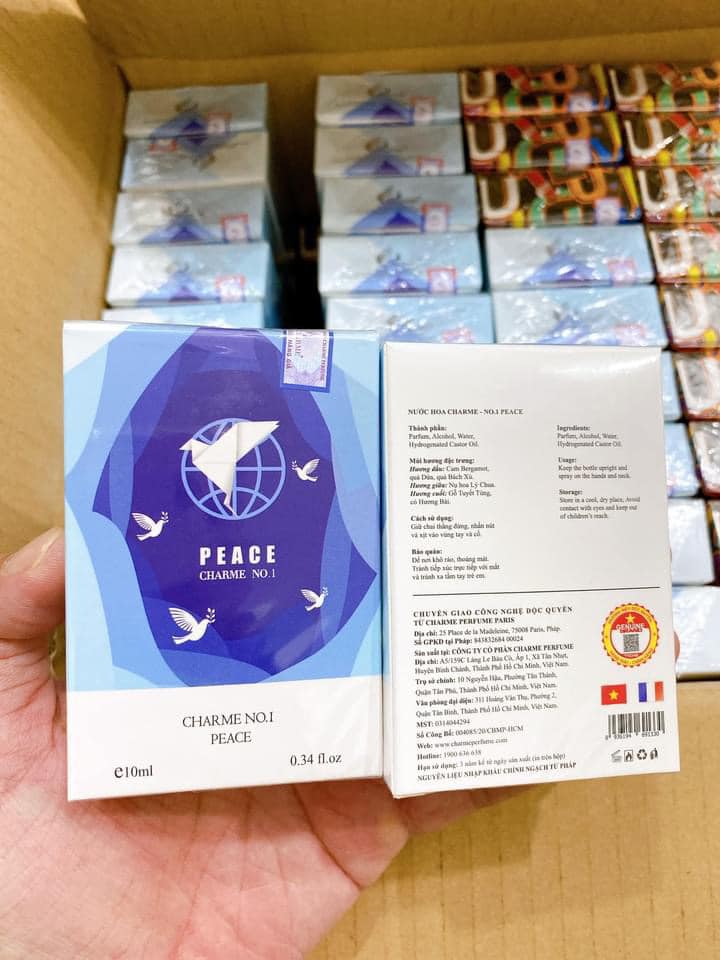 PEACE
CHARME NO.1
CHARME NO.1
PEACE
℮10ml
0.34 fl.oz
NƯỚC HOA CHARME - NO.1 PEACE
Thành phần:
Parfum, Alcohol, Water,
Hydrogenated Castor Oil.
Mùi hương đặc trưng:
Hương đầu: Cam Bergamot,
quả Dứa, quả Bách Xù.
Hương giữa: Nụ hoa Lý Chua.
Hương cuối: Gỗ Tuyết Tùng,
cỏ Hương Bài.
Cách sử dụng:
Giữ chai thẳng đứng, nhấn nút
và xịt vào vùng tay và cổ.
Bảo quản:
Để nơi khô ráo, thoáng mát.
Tránh tiếp xúc trực tiếp với mắt
và tránh xa tầm tay trẻ em.
Ingredients:
Parfum, Alcohol, Water,
Hydrogenated Castor Oil.
Usage:
Keep the bottle upright and
spray on the hands and neck.
Storage:
Store in a cool, dry place, Avoid
contact with eyes and keep out
of children's reach.
CHUYỂN GIAO CÔNG NGHỆ ĐỘC QUYỀN
TỪ CHARME PERFUME PARIS
Địa chỉ: 25 Place de la Madeleine, 75008 Paris, Pháp.
Số GPKD tại Pháp: 843832684 00024
Sản xuất tại: CÔNG TY CỔ PHẦN CHARME PERFUME
Địa chỉ: A5/159C Láng Le Bàu Cò, Ấp 1, Xã Tân Nhựt,
Huyện Bình Chánh, Thành Phố Hồ Chí Minh, Việt Nam.
Trụ sở chính: 10 Nguyễn Hậu, Phường Tân Thành,
Quận Tân Phú, Thành Phố Hồ Chí Minh, Việt Nam.
Văn phòng đại diện: 311 Hoàng Văn Thụ, Phường 2,
Quận Tân Bình, Thành Phố Hồ Chí Minh, Việt Nam.
MST: 0314044294
Số Công Bố: 004085/20/CBMP-HCM
Web: www.charmeperfume.com
Hotline: 1900 636 638
Hạn sử dụng: 3 năm kể từ ngày sản xuất (in trên hộp)
NGUYÊN LIỆU NHẬP KHẨU CHÍNH NGẠCH TỪ PHÁP
GENUINE